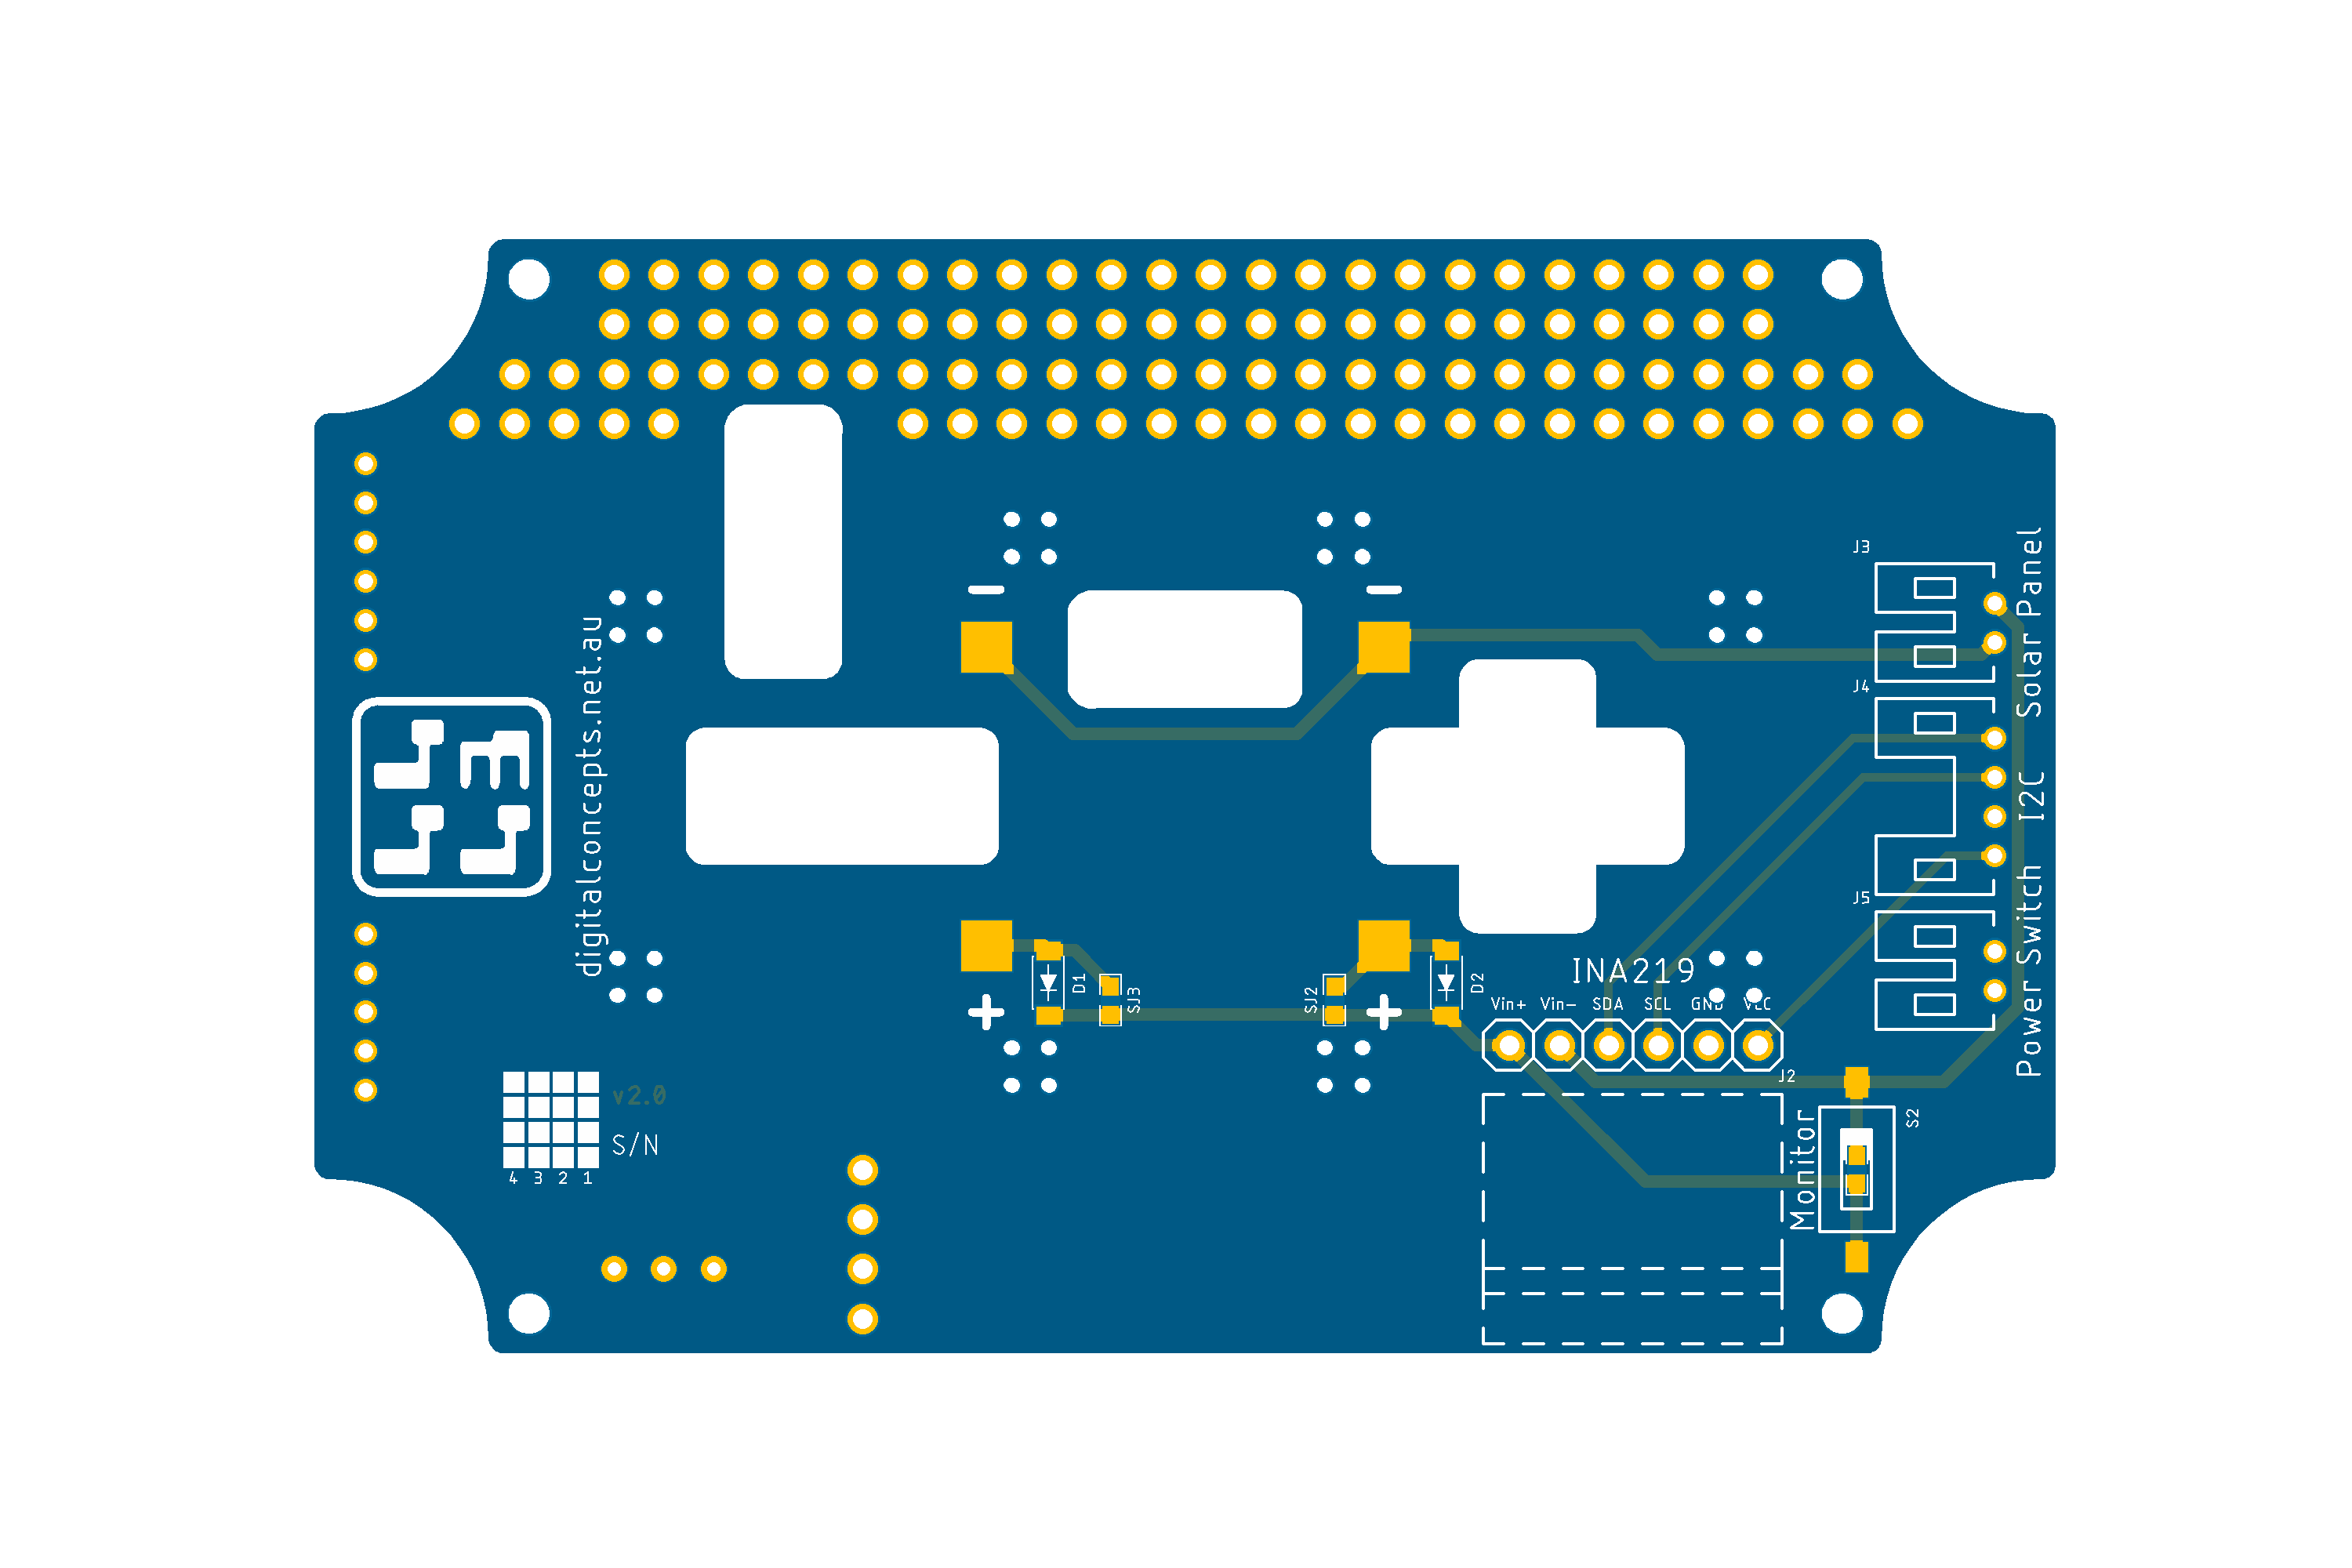 J3
Solar Panel
J4
I2C
J5
Power Switch
digitalconcepts.net.au
D1
SJ3
SJ2
D2
INA219
Vin+ Vin- SDA SCL GND VCC
J2
v2.0
S/N
4 3 2 1
Monitor
S2